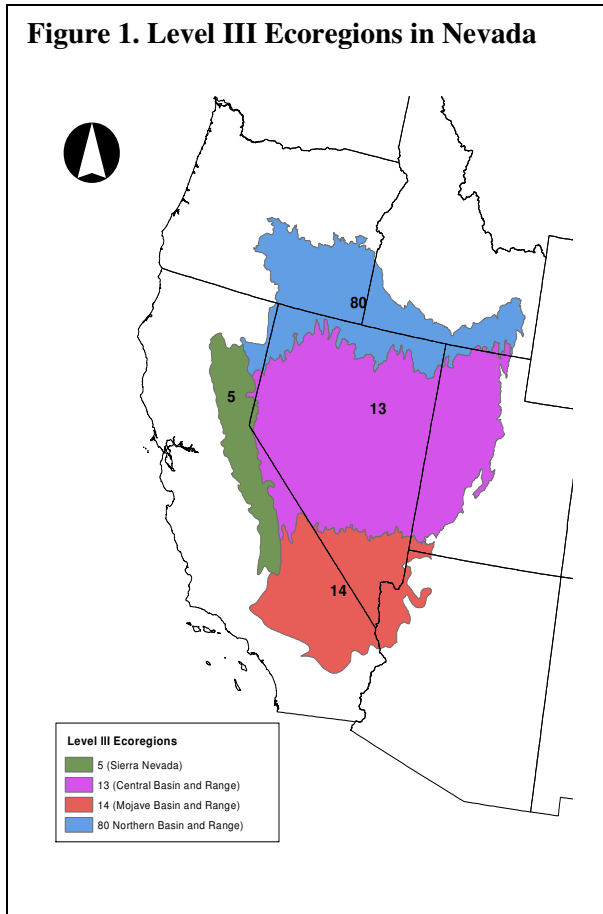 Figure 1. Level III Ecoregions in Nevada
80
5
13
14
Level III Ecoregions
5 (Sierra Nevada)
13 (Central Basin and Range)
14 (Mojave Basin and Range)
80 Northern Basin and Range)